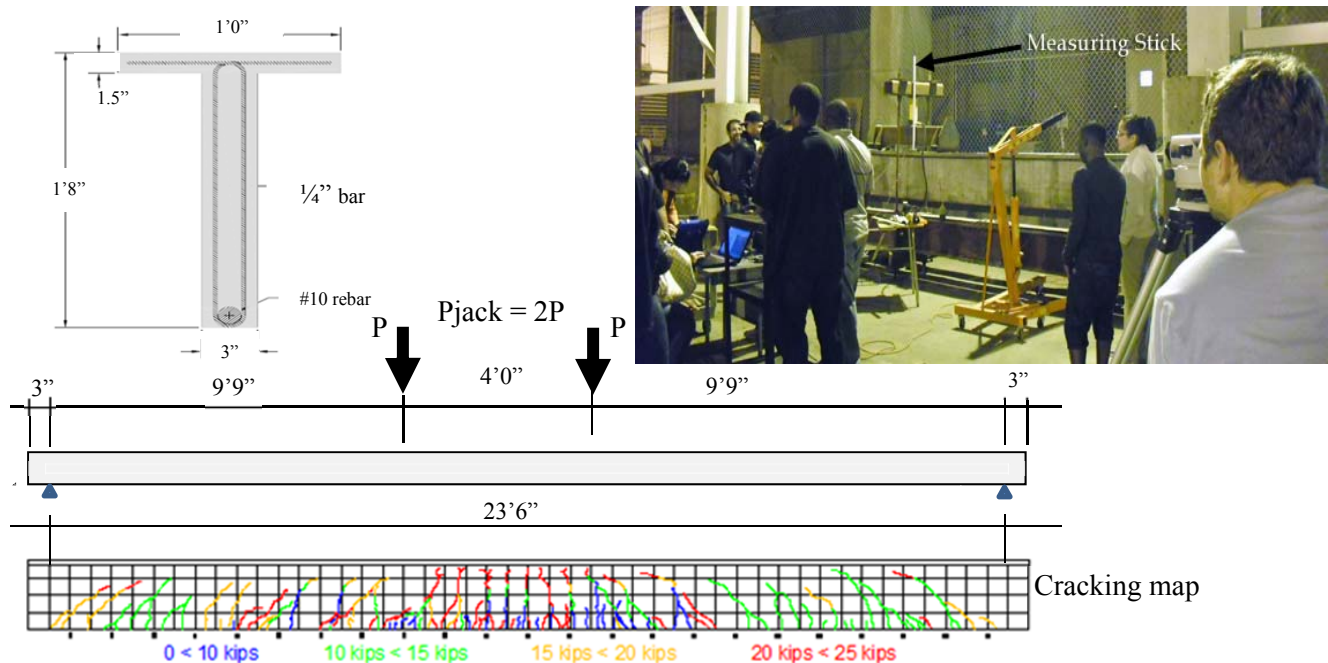 1'0”
Measuring Stick
1.5”
1'8”
¼” bar
#10 rebar
3”
P
Pjack = 2P
P
3”
9'9”
4'0”
9'9”
3”
23'6”
Cracking map
0 < 10 kips
10 kips < 15 kips
15 kips < 20 kips
20 kips < 25 kips